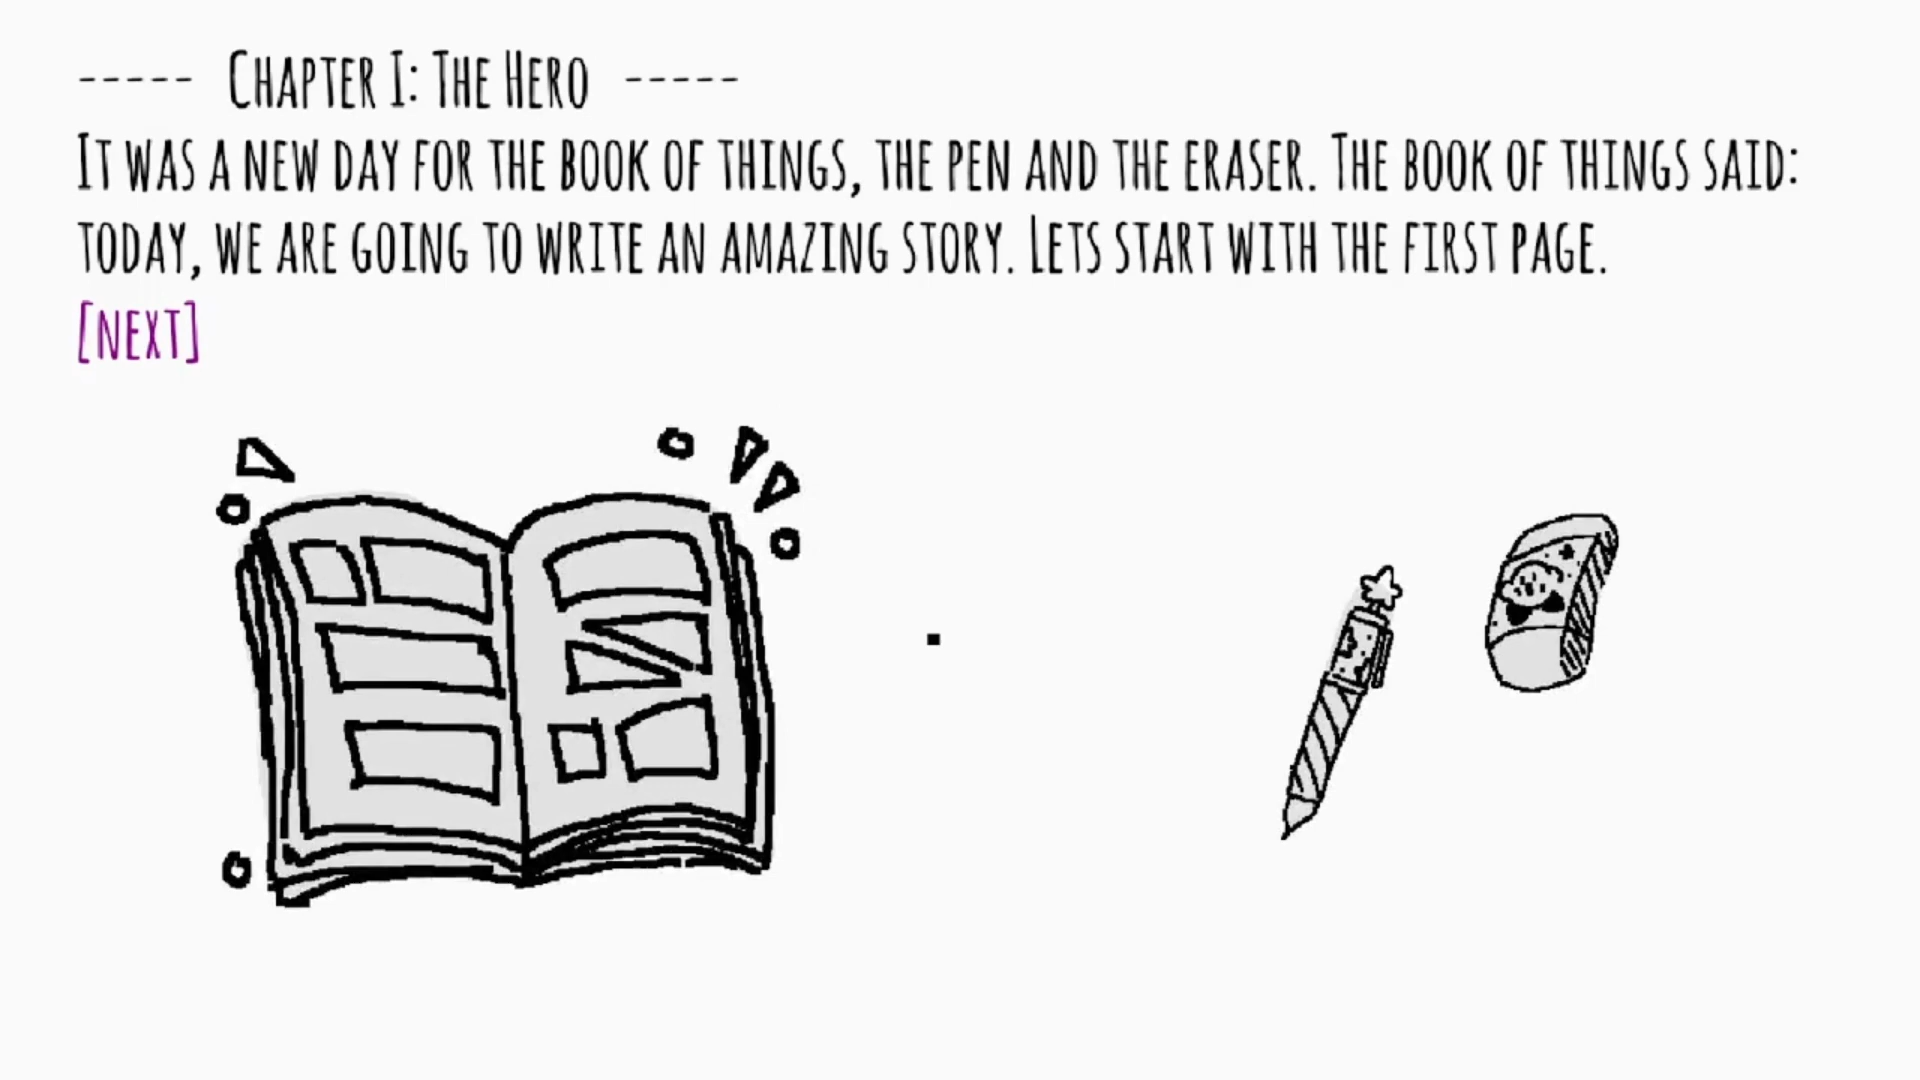 ----- Chapter I: The Hero -----
It was a new day for the book of things, the pen and the eraser. The book of things said:
today, we are going to write an amazing story. Lets start with the first page.
[next]